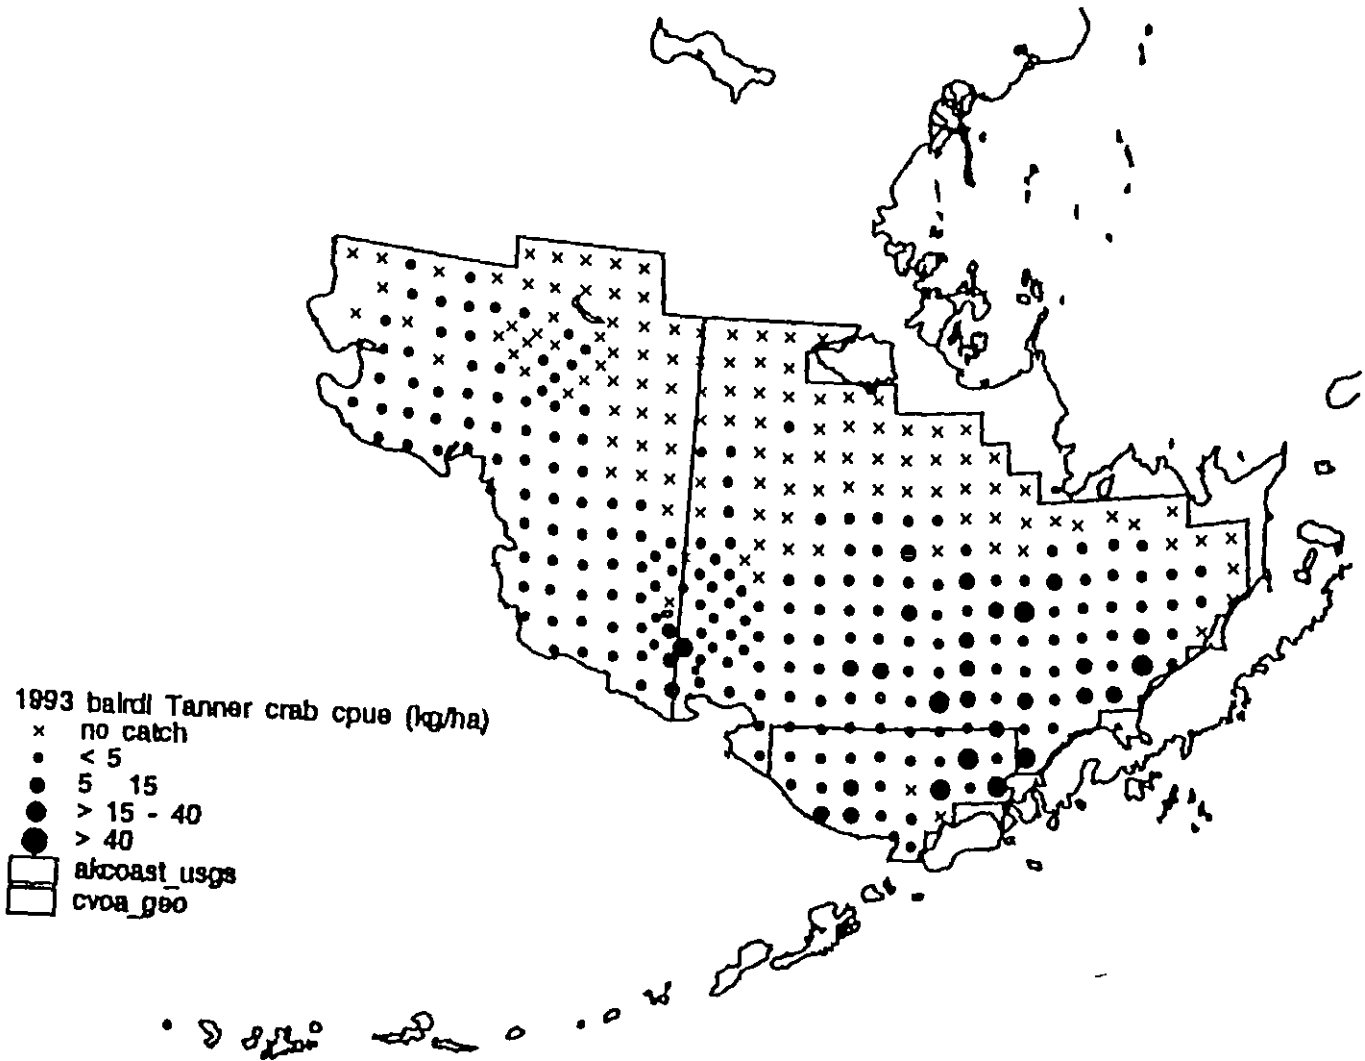 1993 bairdi Tanner crab cpue (kg/ha)
x no catch
< 5
5 15
> 15 - 40
> 40
akcoast_usgs
cvoa_geo